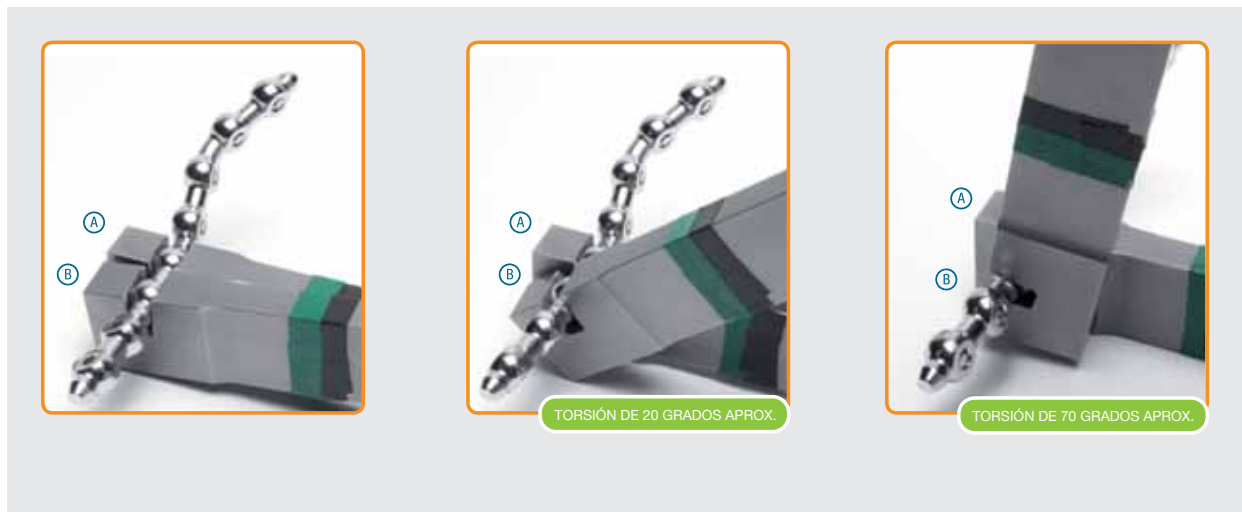 A
B
A
B
TORSIÓN DE 20 GRADOS APROX.
A
B
TORSIÓN DE 70 GRADOS APROX.